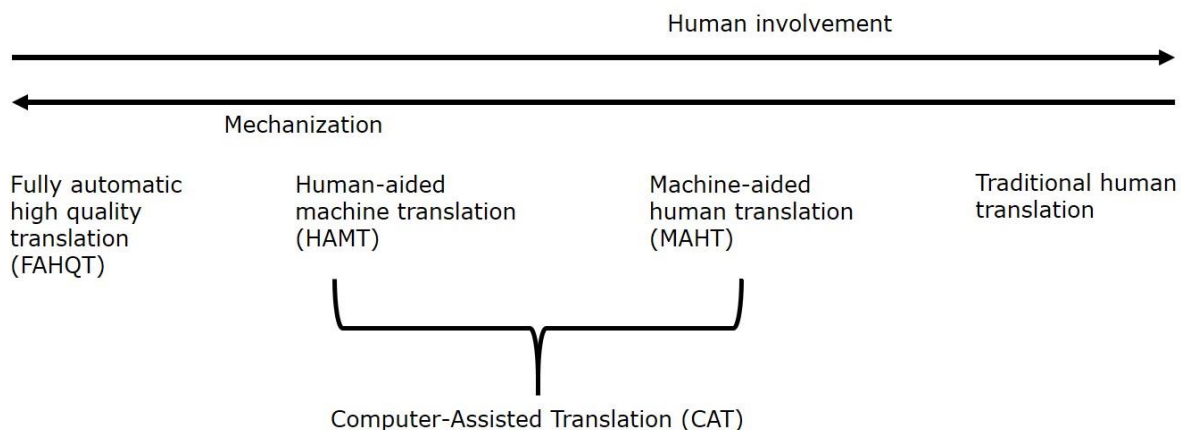 Human involvement
Mechanization
Fully automatic
high quality
translation
(FAHQT)
Human-aided
machine translation
(HAMT)
Machine-aided
human translation
(MAHT)
Traditional human
translation
Computer-Assisted Translation (CAT)